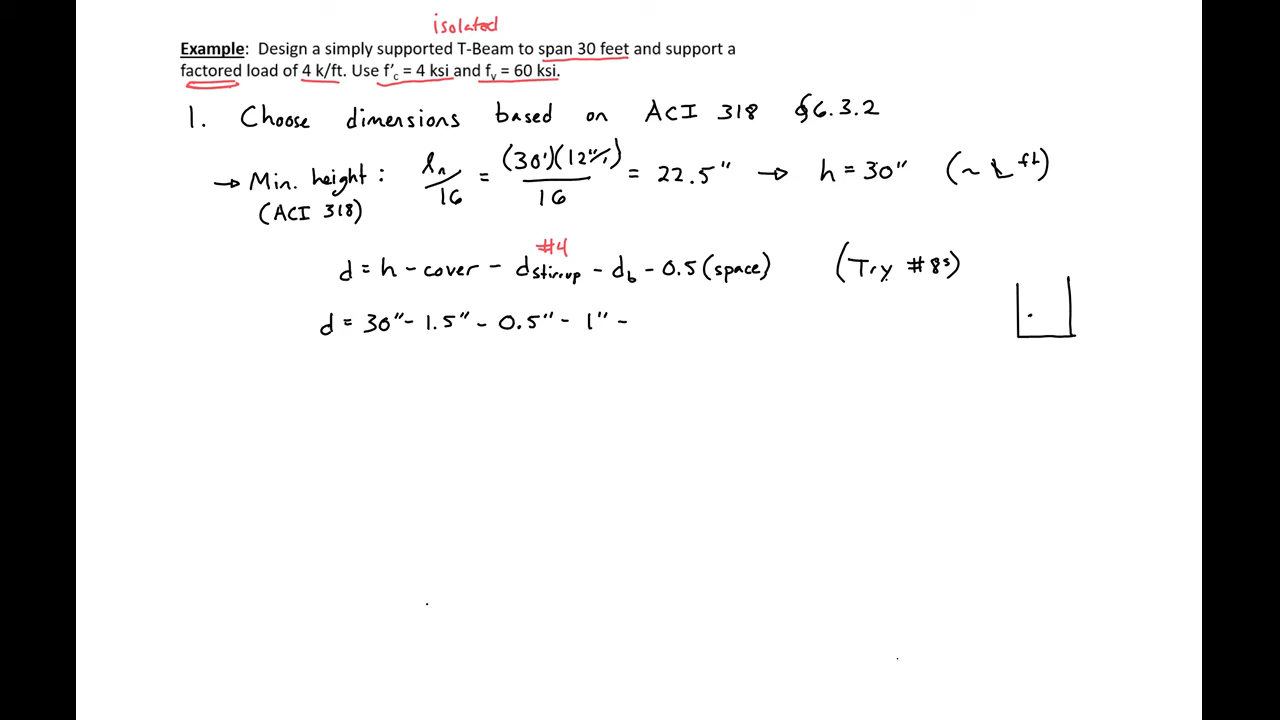 isolated
Example: Design a simply supported T-Beam to span 30 feet and support a
factored load of 4 k/ft. Use f'c = 4 ksi and fy = 60 ksi.
1. Choose dimensions based on ACI 318 §6.3.2
→ Min. height: ln/16 = (30')(12"/')/16 = 22.5" → h = 30" (~ L ft)
(ACI 318)
#4
d = h - cover - dstirrup - db - 0.5 (space) (Try #8s)
d = 30" - 1.5" - 0.5" - 1" -